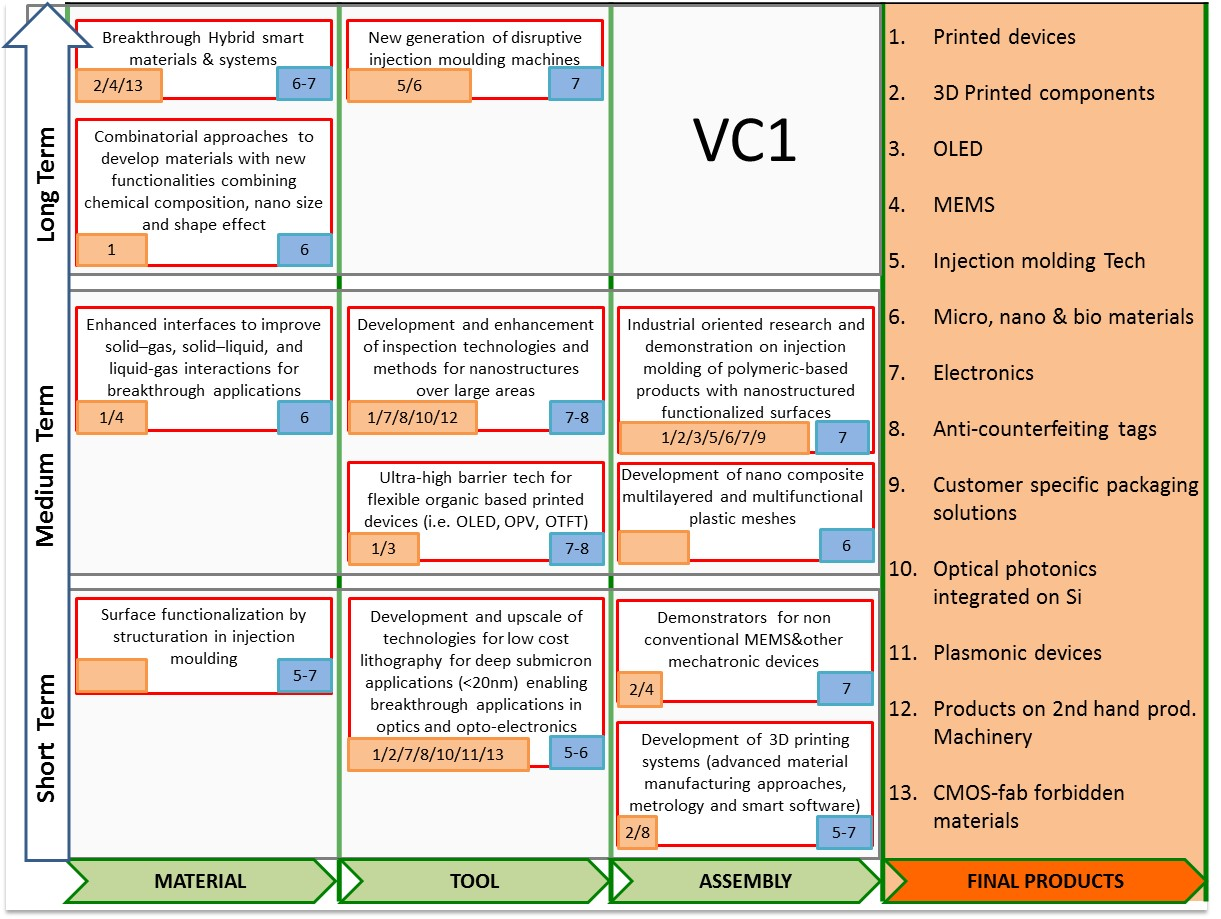 Long Term
Breakthrough Hybrid smart
materials & systems
2/4/13
6-7
Combinatorial approaches to
develop materials with new
functionalities combining
chemical composition, nano size
and shape effect
1
6
New generation of disruptive
injection moulding machines
5/6
7
VC1
Medium Term
Enhanced interfaces to improve
solid–gas, solid–liquid, and
liquid-gas interactions for
breakthrough applications
1/4
6
Development and enhancement
of inspection technologies and
methods for nanostructures
over large areas
1/7/8/10/12
7-8
Ultra-high barrier tech for
flexible organic based printed
devices (i.e. OLED, OPV, OTFT)
1/3
7-8
Industrial oriented research and
demonstration on injection
molding of polymeric-based
products with nanostructured
functionalized surfaces
1/2/3/5/6/7/9
7
Development of nano composite
multilayered and multifunctional
plastic meshes
6
Short Term
Surface functionalization by
structuration in injection
moulding
5-7
Development and upscale of
technologies for low cost
lithography for deep submicron
applications (<20nm) enabling
breakthrough applications in
optics and opto-electronics
1/2/7/8/10/11/13
5-6
Demonstrators for non
conventional MEMS&other
mechatronic devices
2/4
7
Development of 3D printing
systems (advanced material
manufacturing approaches,
metrology and smart software)
2/8
5-7
1. Printed devices
2. 3D Printed components
3. OLED
4. MEMS
5. Injection molding Tech
6. Micro, nano & bio materials
7. Electronics
8. Anti-counterfeiting tags
9. Customer specific packaging
solutions
10. Optical photonics
integrated on Si
11. Plasmonic devices
12. Products on 2nd hand prod.
Machinery
13. CMOS-fab forbidden
materials
MATERIAL
TOOL
ASSEMBLY
FINAL PRODUCTS